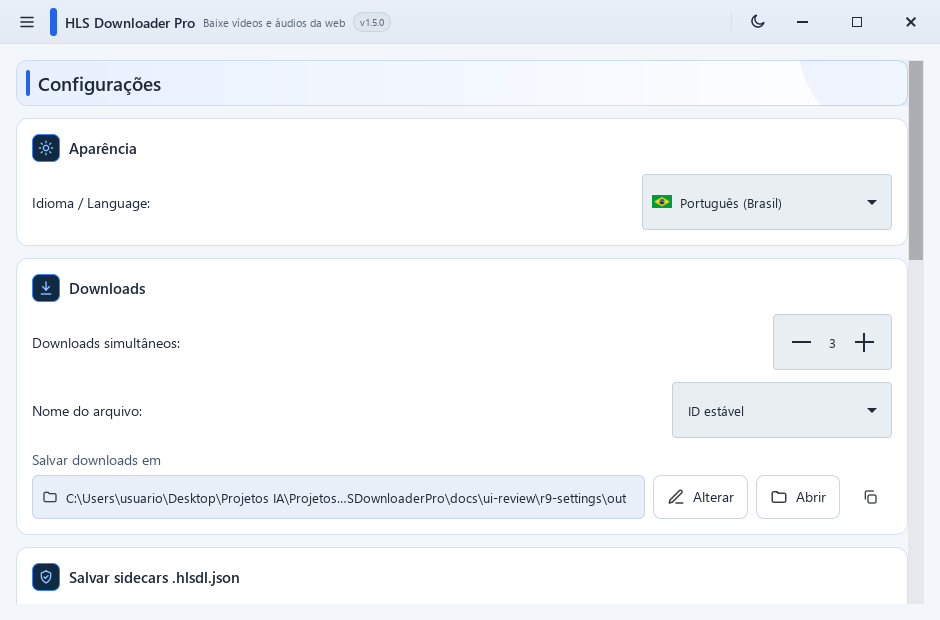 HLS Downloader Pro Baixe vídeos e áudios da web v1.5.0
Configurações
Aparência
Idioma / Language: Português (Brasil)
Downloads
Downloads simultâneos: 3
Nome do arquivo: ID estável
Salvar downloads em
C:\Users\usuario\Desktop\Projetos IA\Projetos...SDownloaderPro\docs\ui-review\r9-settings\out Alterar Abrir
Salvar sidecars .hlsdl.json